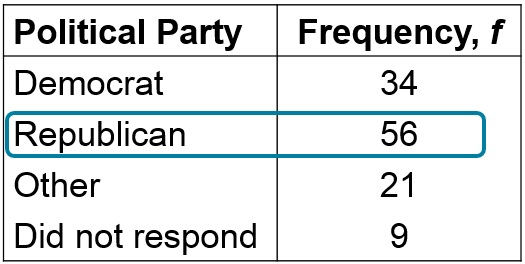 Political Party Frequency, f
Democrat 34
Republican 56
Other 21
Did not respond 9